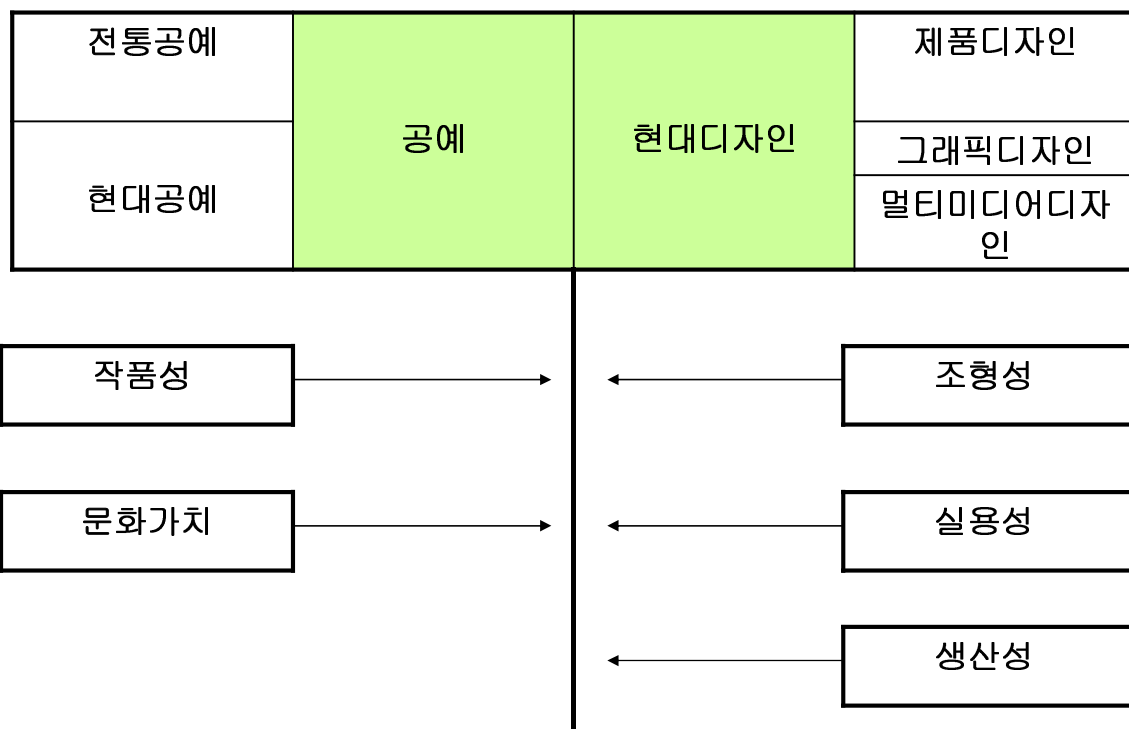 전통공예
공예
현대디자인
제품디자인
현대공예
그래픽디자인
멀티미디어디자
인
작품성
조형성
문화가치
실용성
생산성